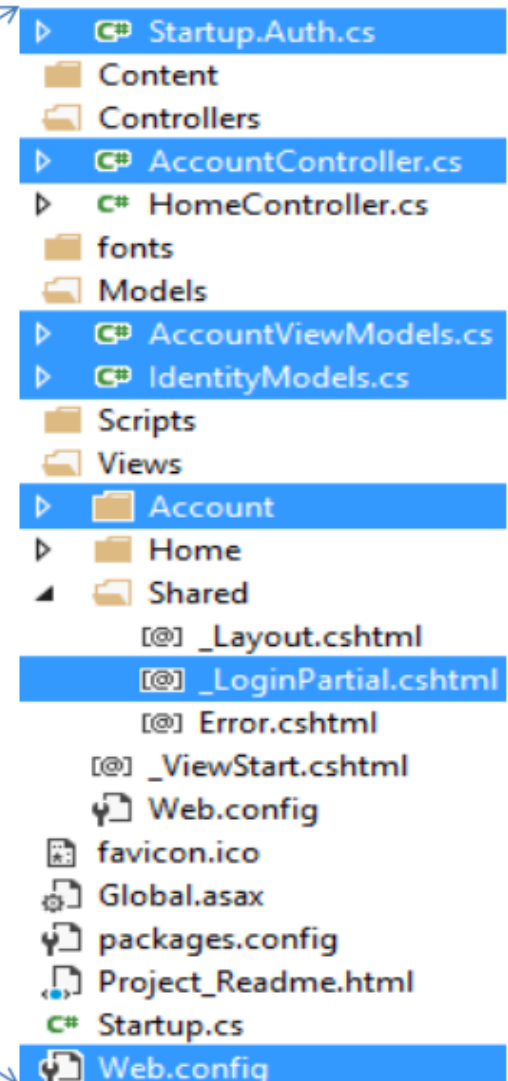 C# Startup.Auth.cs
Content
Controllers
C# AccountController.cs
C# HomeController.cs
fonts
Models
C# AccountViewModels.cs
C# IdentityModels.cs
Scripts
Views
Account
Home
Shared
[@] _Layout.cshtml
[@] _LoginPartial.cshtml
[@] Error.cshtml
[@] _ViewStart.cshtml
Web.config
favicon.ico
Global.asax
packages.config
Project_Readme.html
C# Startup.cs
Web.config